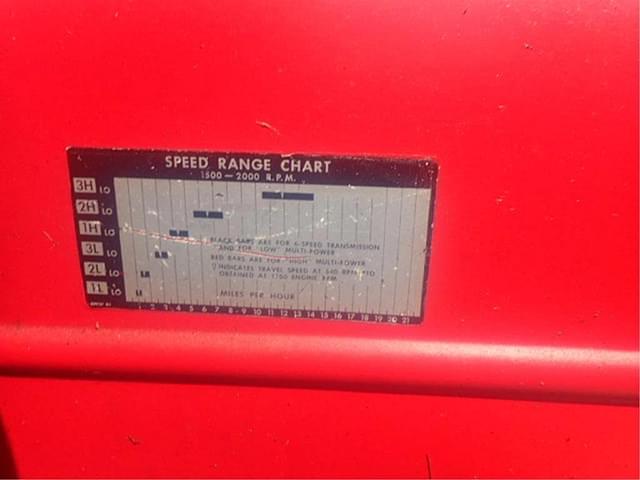 SPEED RANGE CHART
1500 — 2000 R.P.M.
3H LO
2H LO
1H LO
BLACK BARS ARE FOR 6-SPEED TRANSMISSION
AND FOR "LOW" MULTI-POWER
3L LO
RED BARS ARE FOR "HIGH" MULTI-POWER
2L LO
INDICATES TRAVEL SPEED AT 540 RPM PTO
OBTAINED AT 1700 ENGINE RPM
1L LO
MILES PER HOUR
1 2 3 4 5 6 7 8 9 10 11 12 13 14 15 16 17 18 19 20 21